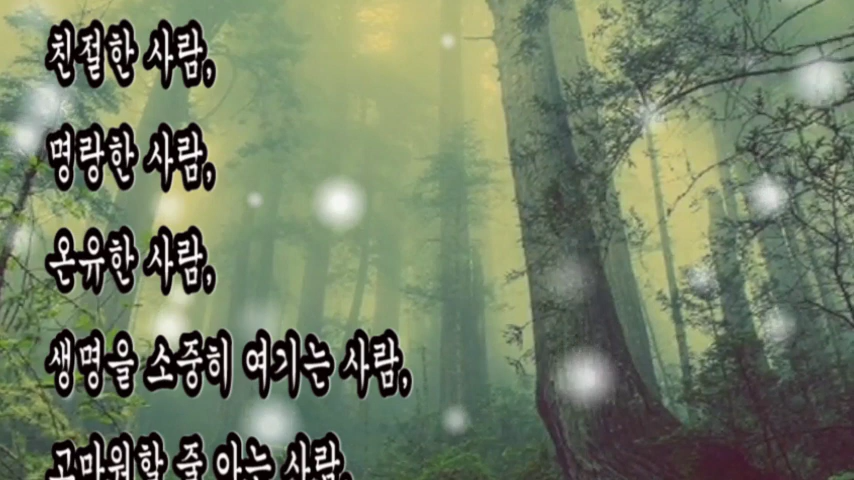 친절한 사람,
명랑한 사람,
온유한 사람,
생명을 소중히 여기는 사람,
고마워할 줄 아는 사람,